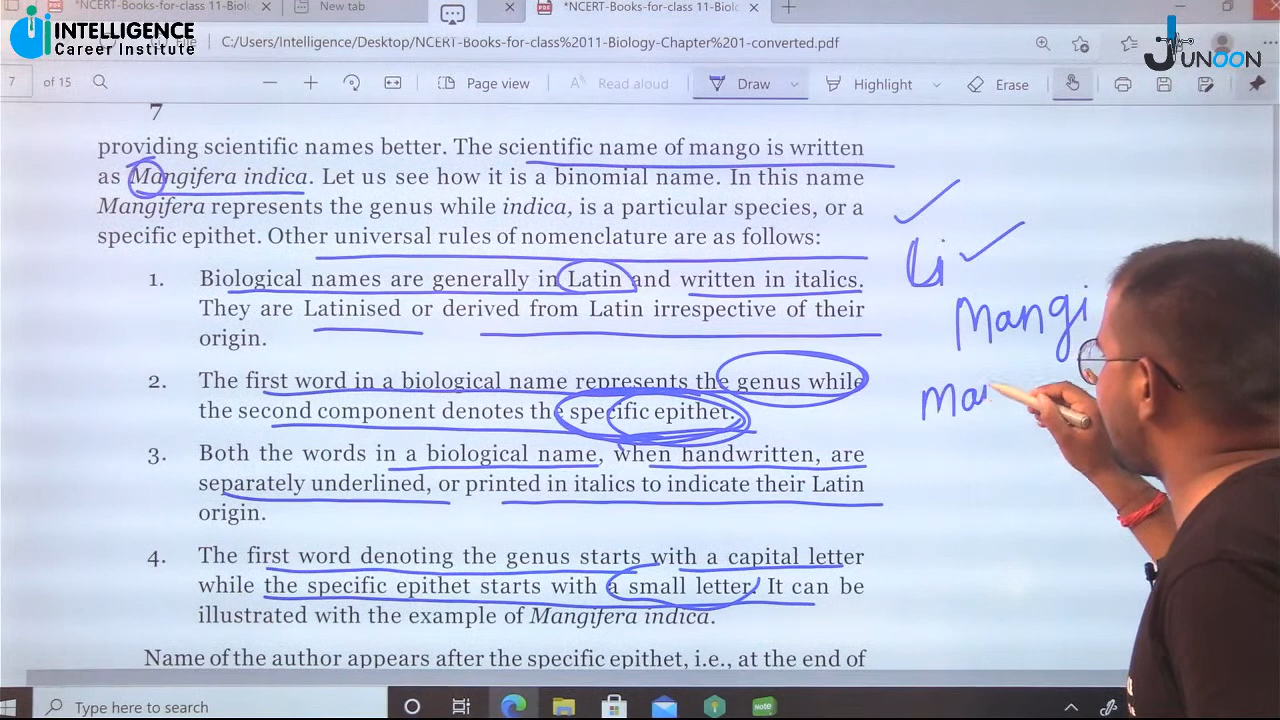 *NCERT-Books-for class 11-Biolo
New tab
*NCERT-Books-for class 11-Biolo
INTELLIGENCE
Career Institute
C:/Users/Intelligence/Desktop/NCERT-Books-for-class%2011-Biology-Chapter%201-converted.pdf
JUNOON
7 of 15
Page view
Read aloud
Draw
Highlight
Erase
7
providing scientific names better. The scientific name of mango is written
as Mangifera indica. Let us see how it is a binomial name. In this name
Mangifera represents the genus while indica, is a particular species, or a
specific epithet. Other universal rules of nomenclature are as follows:
1. Biological names are generally in Latin and written in italics.
They are Latinised or derived from Latin irrespective of their
origin.
2. The first word in a biological name represents the genus while
the second component denotes the specific epithet.
3. Both the words in a biological name, when handwritten, are
separately underlined, or printed in italics to indicate their Latin
origin.
4. The first word denoting the genus starts with a capital letter
while the specific epithet starts with a small letter. It can be
illustrated with the example of Mangifera indica.
Name of the author appears after the specific epithet, i.e., at the end of
Mangi
Type here to search
Note